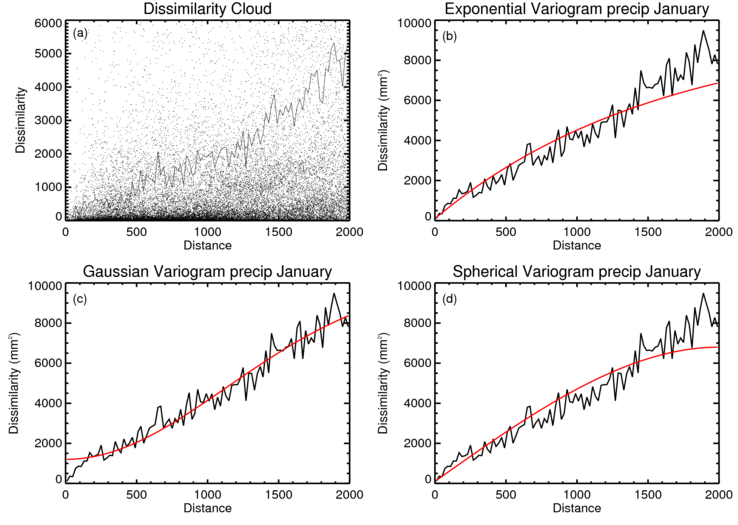 Dissimilarity Cloud
(a)
6000
5000
4000
3000
2000
1000
0
Dissimilarity
0 500 1000 1500 2000
Distance
Exponential Variogram precip January
(b)
10000
8000
6000
4000
2000
0
Dissimilarity (mm²)
0 500 1000 1500 2000
Distance
Gaussian Variogram precip January
(c)
10000
8000
6000
4000
2000
0
Dissimilarity (mm²)
0 500 1000 1500 2000
Distance
Spherical Variogram precip January
(d)
10000
8000
6000
4000
2000
0
Dissimilarity (mm²)
0 500 1000 1500 2000
Distance